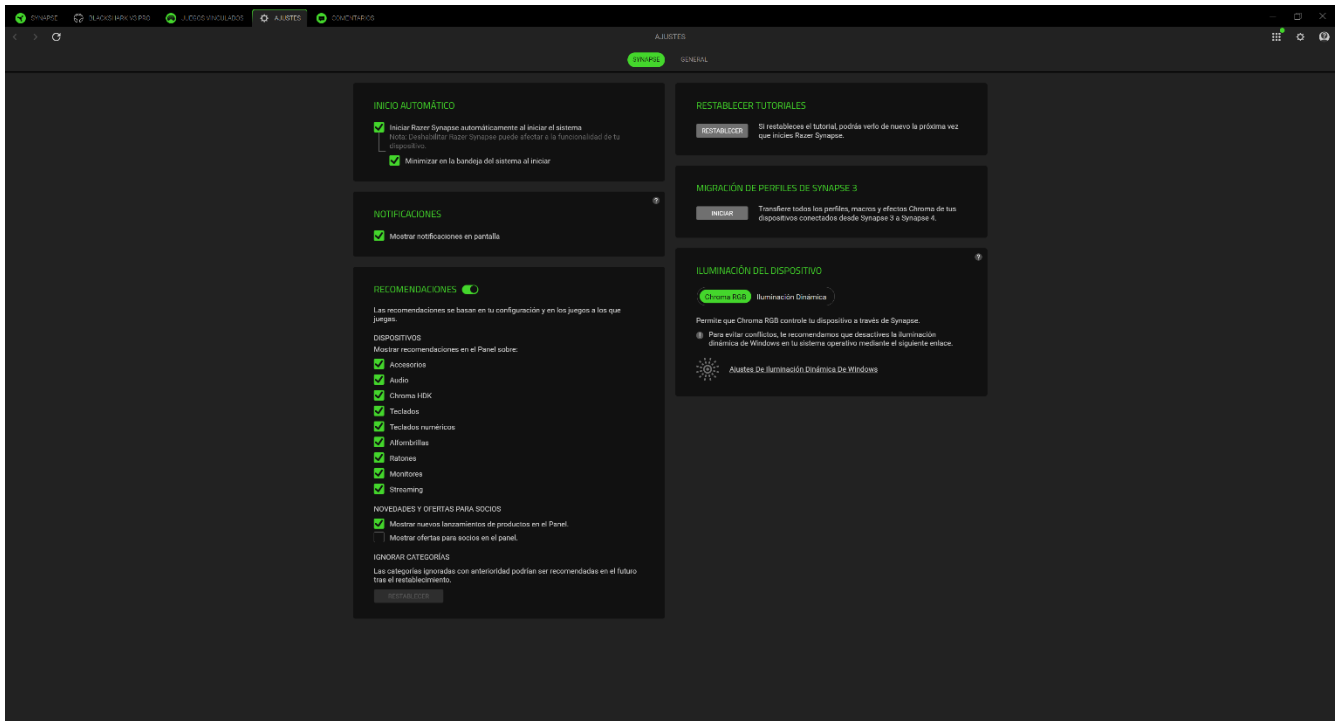 SYNAPSE
BLACKSHARK V3 PRO
JUEGOS VINCULADOS
AJUSTES
COMENTARIOS
AJUSTES
SYNAPSE
GENERAL
INICIO AUTOMÁTICO
Iniciar Razer Synapse automáticamente al iniciar el sistema
Nota: Deshabilitar Razer Synapse puede afectar a la funcionalidad de tu
dispositivo.
Minimizar en la bandeja del sistema al iniciar
NOTIFICACIONES
?
Mostrar notificaciones en pantalla
RECOMENDACIONES
Las recomendaciones se basan en tu configuración y en los juegos a los que
juegas.
DISPOSITIVOS
Mostrar recomendaciones en el Panel sobre:
Accesorios
Audio
Chroma HDK
Teclados
Teclados numéricos
Alfombrillas
Ratones
Monitores
Streaming
NOVEDADES Y OFERTAS PARA SOCIOS
Mostrar nuevos lanzamientos de productos en el Panel.
Mostrar ofertas para socios en el panel.
IGNORAR CATEGORÍAS
Las categorías ignoradas con anterioridad podrían ser recomendadas en el futuro
tras el restablecimiento.
RESTABLECER
RESTABLECER TUTORIALES
RESTABLECER
Si restableces el tutorial, podrás verlo de nuevo la próxima vez
que inicies Razer Synapse.
MIGRACIÓN DE PERFILES DE SYNAPSE 3
INICIAR
Transfiere todos los perfiles, macros y efectos Chroma de tus
dispositivos conectados desde Synapse 3 a Synapse 4.
?
ILUMINACIÓN DEL DISPOSITIVO
Chroma RGB
Iluminación Dinámica
Permite que Chroma RGB controle tu dispositivo a través de Synapse.
Para evitar conflictos, te recomendamos que desactives la iluminación
dinámica de Windows en tu sistema operativo mediante el siguiente enlace.
Ajustes De Iluminación Dinámica De Windows